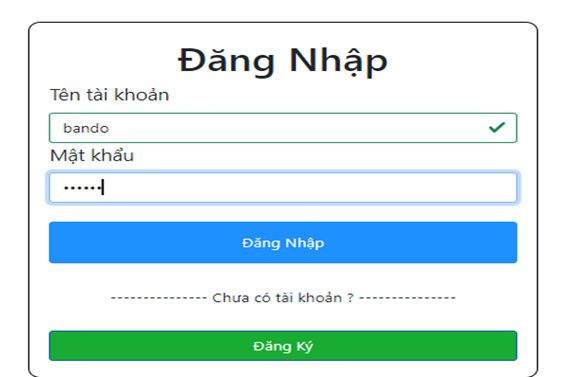 Đăng Nhập
Tên tài khoản
bando
Mật khẩu
••••••
Đăng Nhập
--------------- Chưa có tài khoản ? ---------------
Đăng Ký